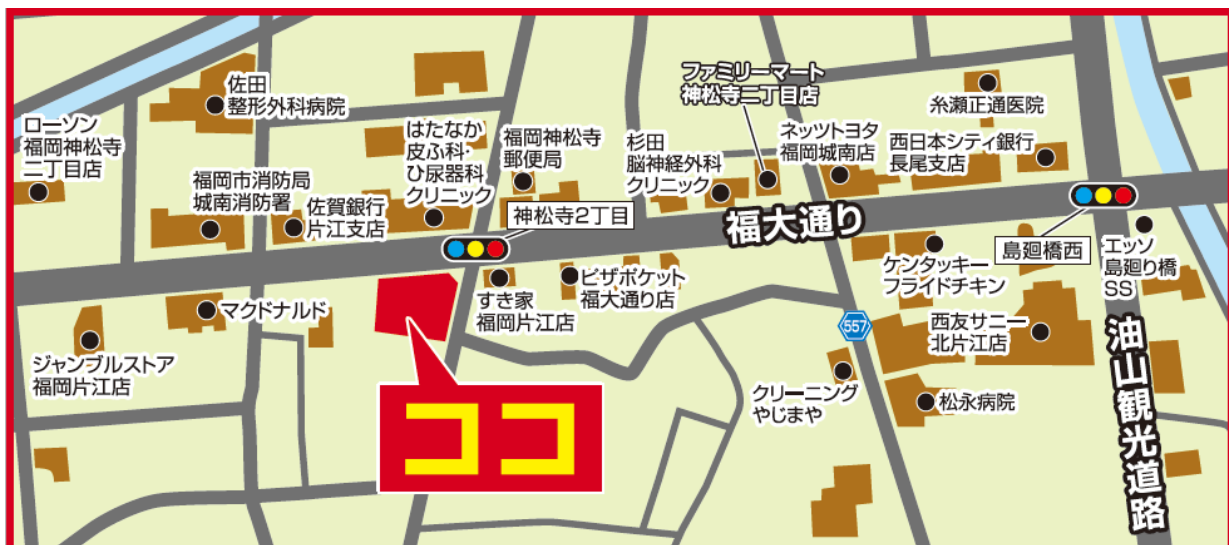 佐田
整形外科病院
ローソン
福岡神松寺
二丁目店
福岡市消防局
城南消防署
佐賀銀行
片江支店
はたなか
皮ふ科・
ひ尿器科
クリニック
福岡神松寺
郵便局
神松寺2丁目
杉田
脳神経外科
クリニック
ファミリーマート
神松寺二丁目店
ネッツトヨタ
福岡城南店
糸瀬正通医院
西日本シティ銀行
長尾支店
福大通り
島廻橋西
エッソ
島廻り橋
SS
ケンタッキー
フライドチキン
西友サニー
北片江店
557
松永病院
クリーニング
やじまや
ビザポケット
福大通り店
すき家
福岡片江店
マクドナルド
ジャンブルストア
福岡片江店
ココ
油山観光道路